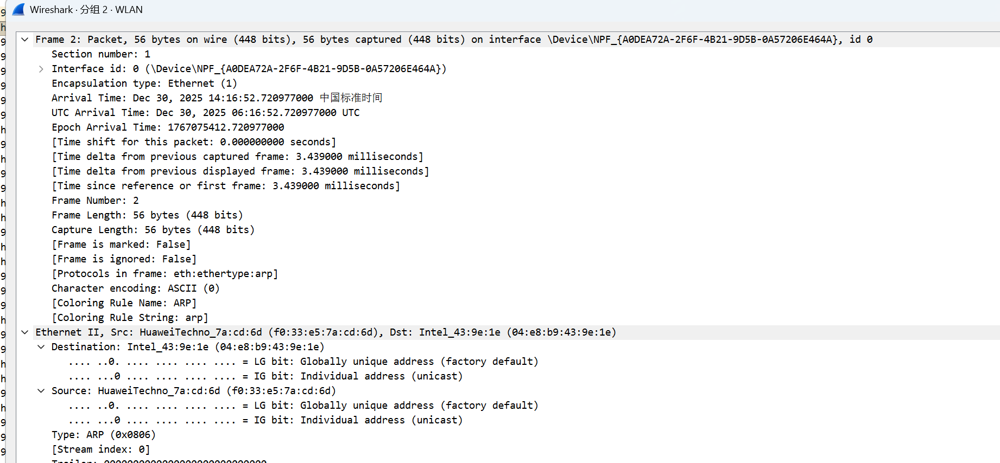 Wireshark · 分组 2 · WLAN
Frame 2: Packet, 56 bytes on wire (448 bits), 56 bytes captured (448 bits) on interface \Device\NPF_{A0DEA72A-2F6F-4B21-9D5B-0A57206E464A}, id 0
Section number: 1
Interface id: 0 (\Device\NPF_{A0DEA72A-2F6F-4B21-9D5B-0A57206E464A})
Encapsulation type: Ethernet (1)
Arrival Time: Dec 30, 2025 14:16:52.720977000 中国标准时间
UTC Arrival Time: Dec 30, 2025 06:16:52.720977000 UTC
Epoch Arrival Time: 1767075412.720977000
[Time shift for this packet: 0.000000000 seconds]
[Time delta from previous captured frame: 3.439000 milliseconds]
[Time delta from previous displayed frame: 3.439000 milliseconds]
[Time since reference or first frame: 3.439000 milliseconds]
Frame Number: 2
Frame Length: 56 bytes (448 bits)
Capture Length: 56 bytes (448 bits)
[Frame is marked: False]
[Frame is ignored: False]
[Protocols in frame: eth:ethertype:arp]
Character encoding: ASCII (0)
[Coloring Rule Name: ARP]
[Coloring Rule String: arp]
Ethernet II, Src: HuaweiTechno_7a:cd:6d (f0:33:e5:7a:cd:6d), Dst: Intel_43:9e:1e (04:e8:b9:43:9e:1e)
Destination: Intel_43:9e:1e (04:e8:b9:43:9e:1e)
.... ..0. .... .... .... .... = LG bit: Globally unique address (factory default)
.... ...0 .... .... .... .... = IG bit: Individual address (unicast)
Source: HuaweiTechno_7a:cd:6d (f0:33:e5:7a:cd:6d)
.... ..0. .... .... .... .... = LG bit: Globally unique address (factory default)
.... ...0 .... .... .... .... = IG bit: Individual address (unicast)
Type: ARP (0x0806)
[Stream index: 0]